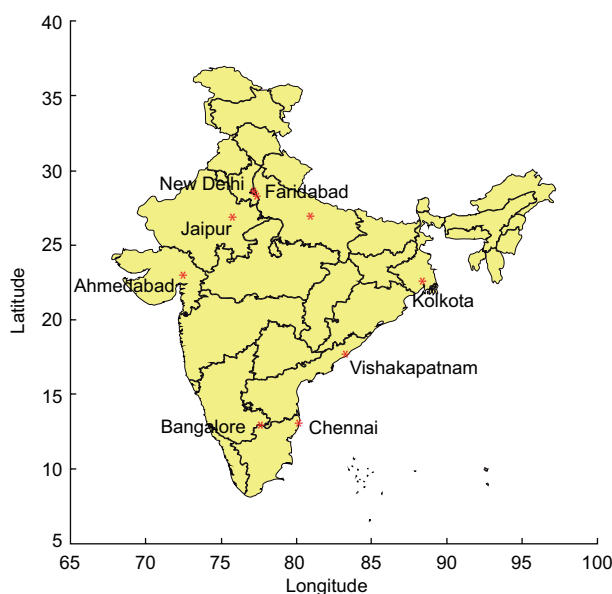 40
35
30
25
20
15
10
5
Latitude
New Delhi
Faridabad
Jaipur
Ahmedabad
Kolkota
Vishakapatnam
Bangalore
Chennai
65 70 75 80 85 90 95 100
Longitude